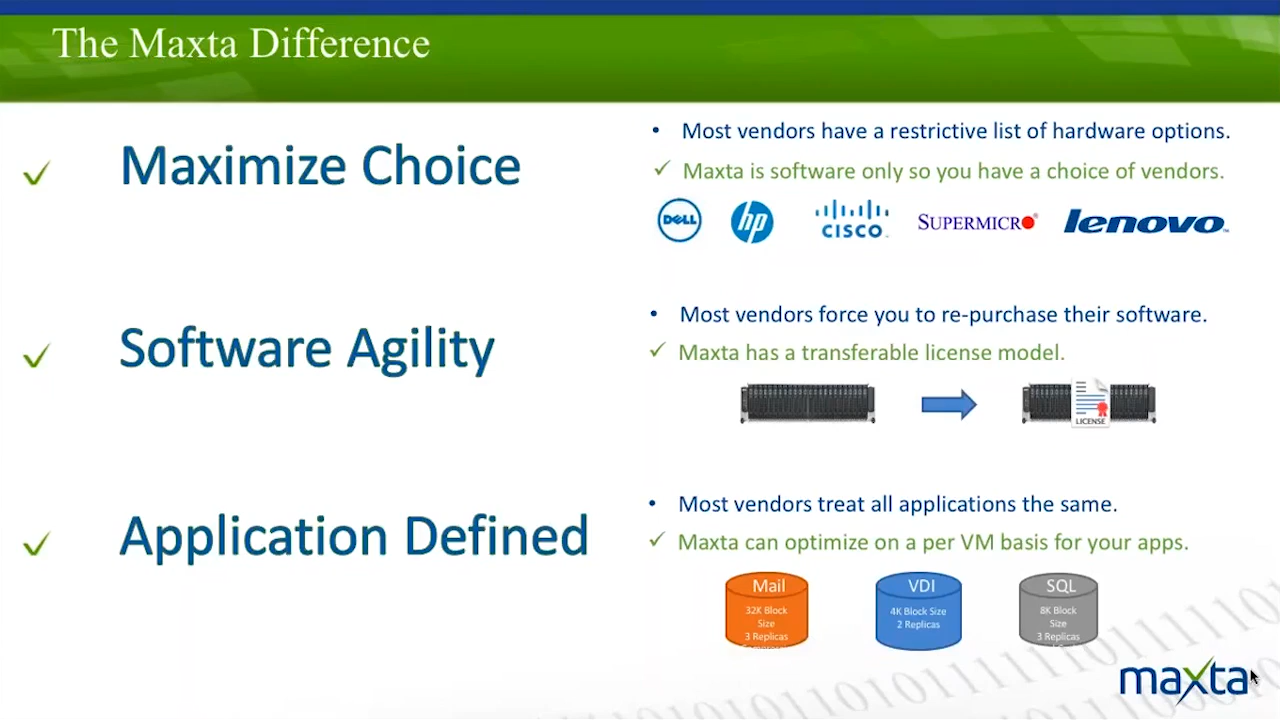 The Maxta Difference
Maximize Choice
• Most vendors have a restrictive list of hardware options.
✓ Maxta is software only so you have a choice of vendors.
DELL hp CISCO SUPERMICRO lenovo
Software Agility
• Most vendors force you to re-purchase their software.
✓ Maxta has a transferable license model.
LICENSE
Application Defined
• Most vendors treat all applications the same.
✓ Maxta can optimize on a per VM basis for your apps.
Mail
32K Block
Size
3 Replicas
VDI
4K Block Size
2 Replicas
SQL
8K Block
Size
3 Replicas
maxta